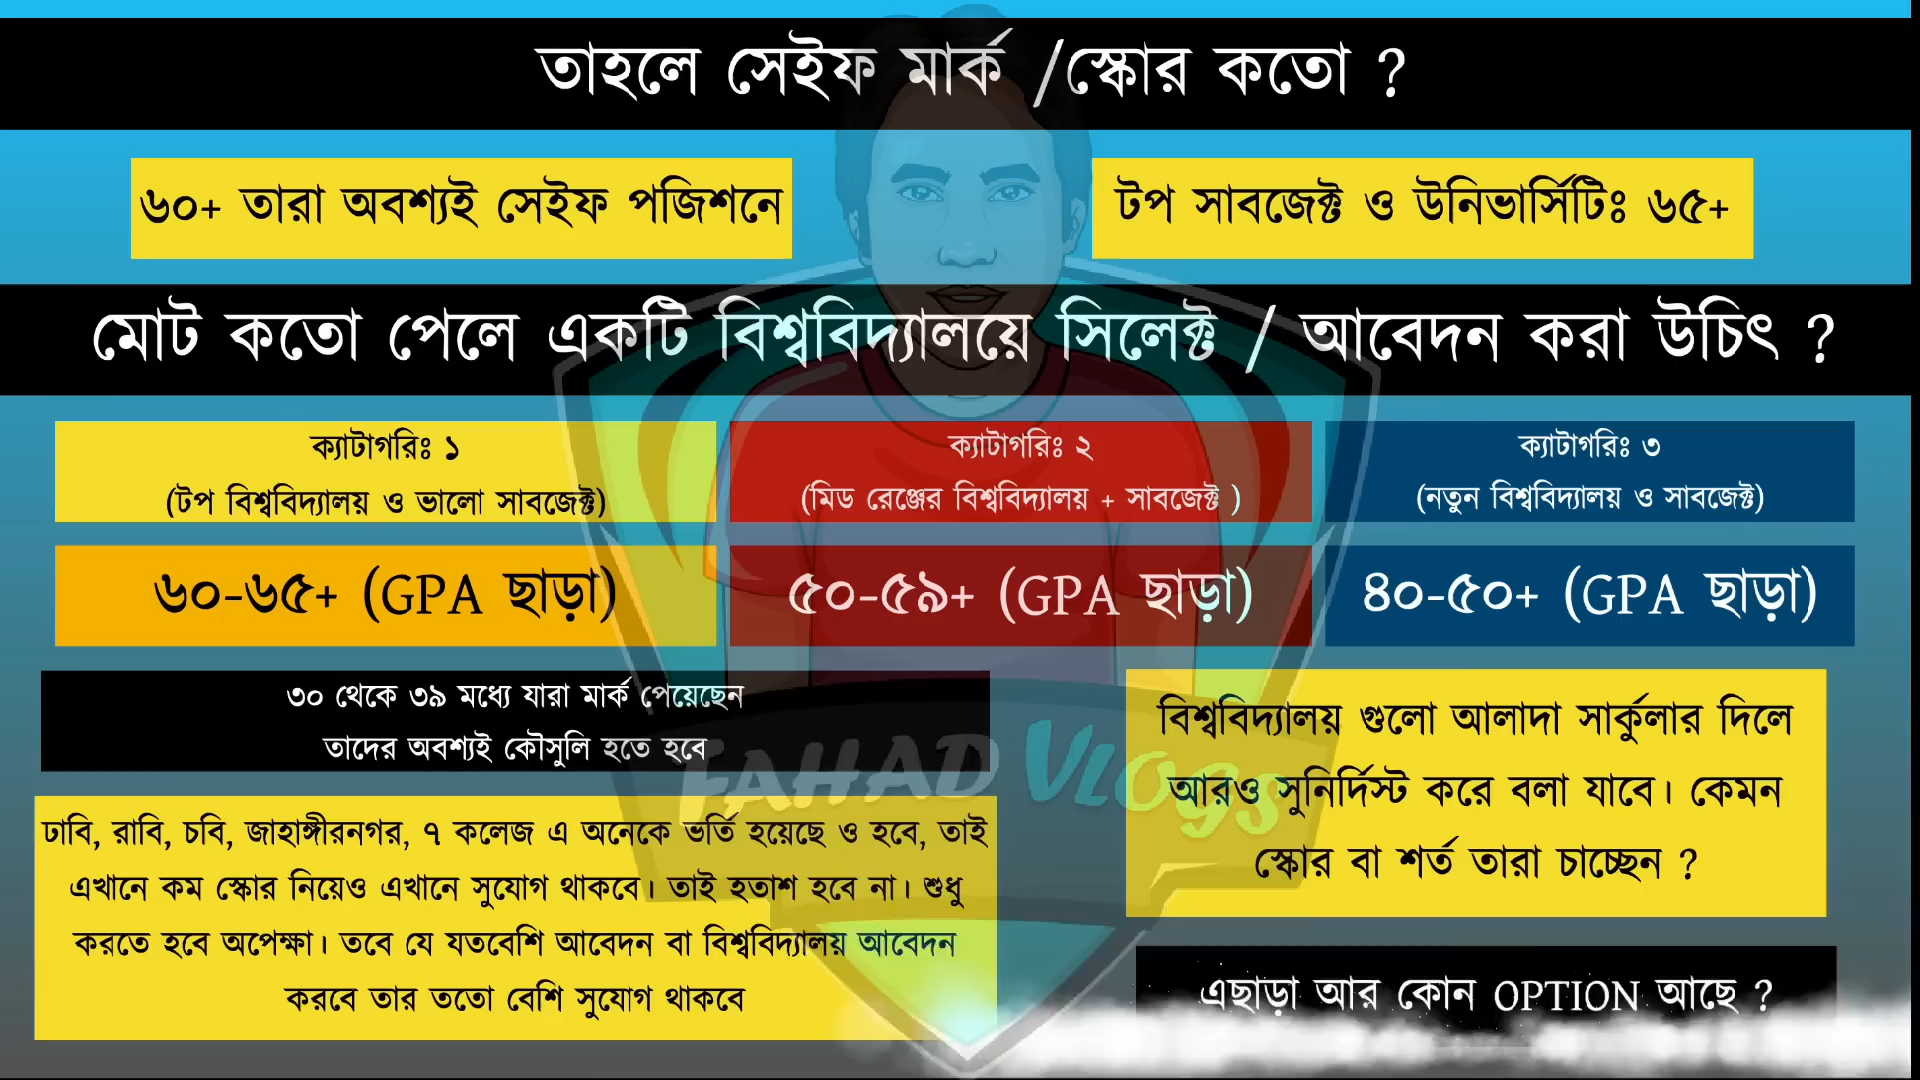 তাহলে সেইফ মার্ক /স্কোর কতো ?
৬০+ তারা অবশ্যই সেইফ পজিশনে
টপ সাবজেক্ট ও উনিভার্সিটিঃ ৬৫+
মোট কতো পেলে একটি বিশ্ববিদ্যালয়ে সিলেক্ট / আবেদন করা উচিৎ ?
ক্যাটাগরিঃ ১
(টপ বিশ্ববিদ্যালয় ও ভালো সাবজেক্ট)
ক্যাটাগরিঃ ২
(মিড রেঞ্জের বিশ্ববিদ্যালয় + সাবজেক্ট )
ক্যাটাগরিঃ ৩
(নতুন বিশ্ববিদ্যালয় ও সাবজেক্ট)
৬০-৬৫+ (GPA ছাড়া)
৫০-৫৯+ (GPA ছাড়া)
৪০-৫০+ (GPA ছাড়া)
৩০ থেকে ৩৯ মধ্যে যারা মার্ক পেয়েছেন
তাদের অবশ্যই কৌসুলি হতে হবে
ঢাবি, রাবি, চবি, জাহাঙ্গীরনগর, ৭ কলেজ এ অনেকে ভর্তি হয়েছে ও হবে, তাই
এখানে কম স্কোর নিয়েও এখানে সুযোগ থাকবে। তাই হতাশ হবে না। শুধু
করতে হবে অপেক্ষা। তবে যে যতবেশি আবেদন বা বিশ্ববিদ্যালয় আবেদন
করবে তার ততো বেশি সুযোগ থাকবে
বিশ্ববিদ্যালয় গুলো আলাদা সার্কুলার দিলে
আরও সুনির্দিস্ট করে বলা যাবে। কেমন
স্কোর বা শর্ত তারা চাচ্ছেন ?
এছাড়া আর কোন OPTION আছে ?
FAHAD VLOGS